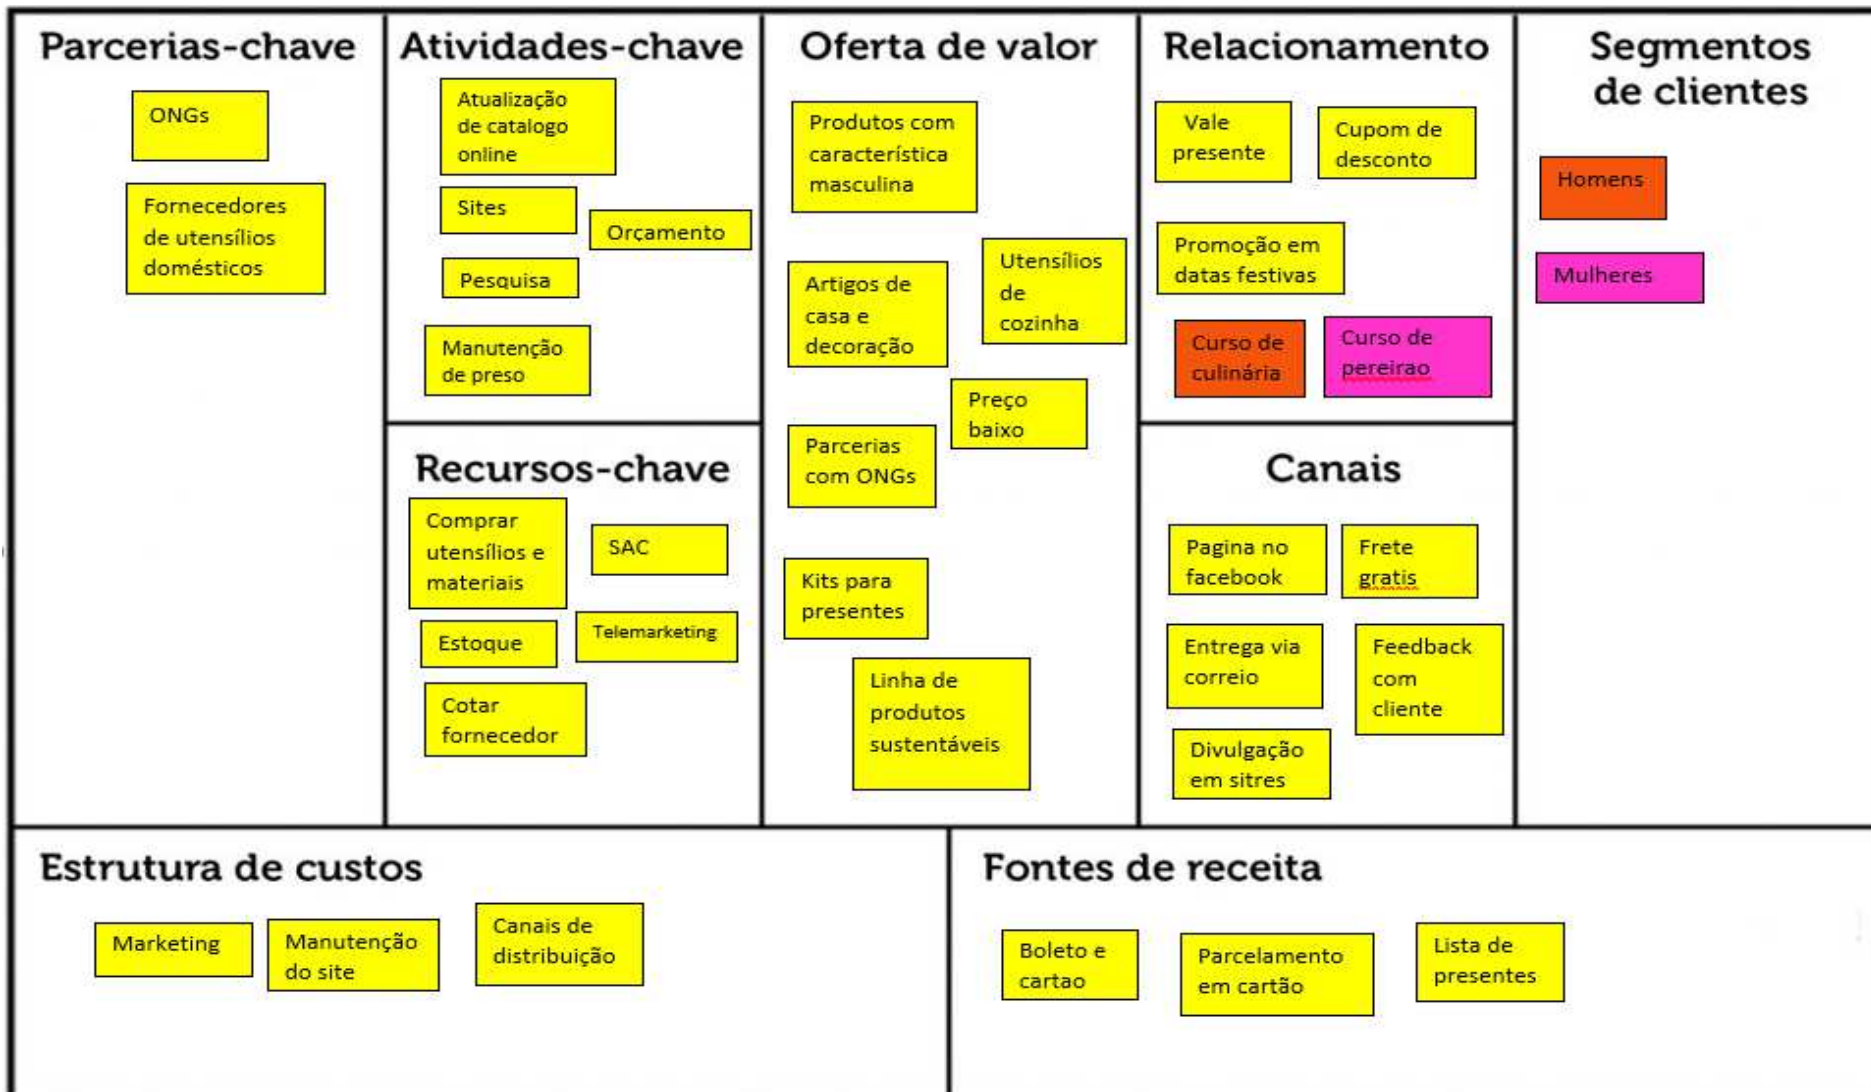 Parcerias-chave
ONGs
Fornecedores
de utensílios
domésticos
Atividades-chave
Atualização
de catalogo
online
Sites
Orçamento
Pesquisa
Manutenção
de preso
Recursos-chave
Comprar
utensílios e
materiais
SAC
Estoque
Telemarketing
Cotar
fornecedor
Oferta de valor
Produtos com
característica
masculina
Utensílios
de
cozinha
Artigos de
casa e
decoração
Preço
baixo
Parcerias
com ONGs
Kits para
presentes
Linha de
produtos
sustentáveis
Relacionamento
Vale
presente
Cupom de
desconto
Promoção em
datas festivas
Curso de
culinária
Curso de
pereirao
Canais
Pagina no
facebook
Frete
gratis
Entrega via
correio
Feedback
com
cliente
Divulgação
em sitres
Segmentos
de clientes
Homens
Mulheres
Estrutura de custos
Marketing
Manutenção
do site
Canais de
distribuição
Fontes de receita
Boleto e
cartao
Parcelamento
em cartão
Lista de
presentes